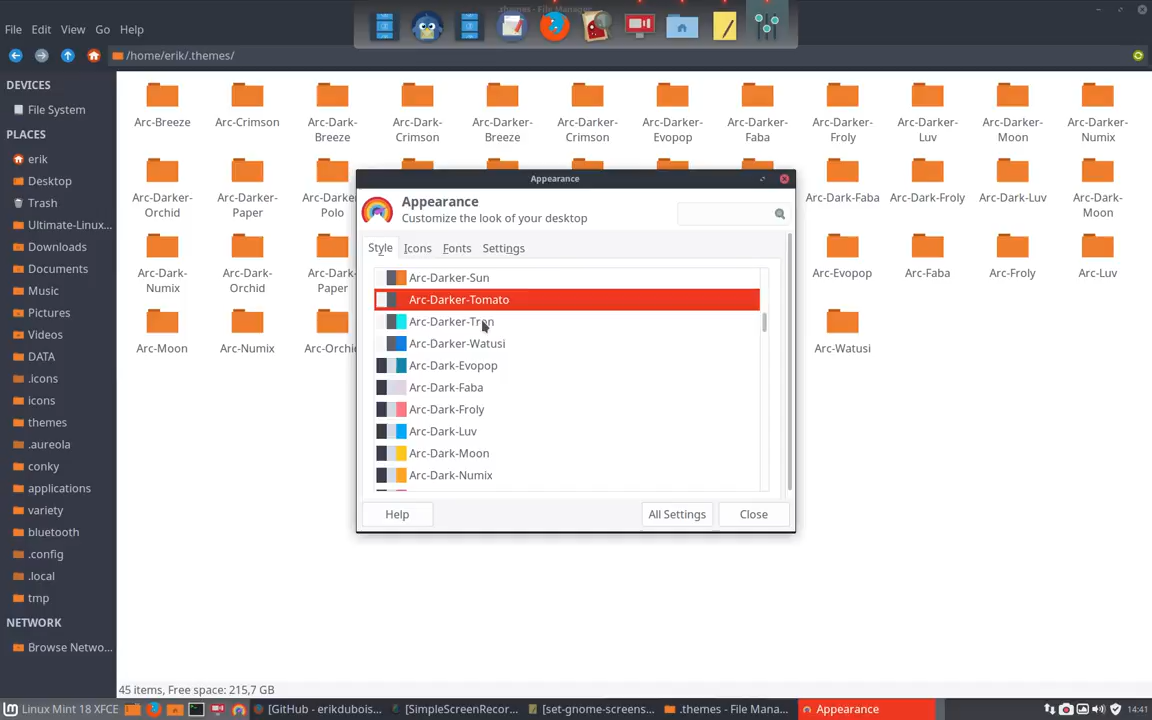 .themes - File Manager
File Edit View Go Help
/home/erik/.themes/
DEVICES
File System
PLACES
erik
Desktop
Trash
Ultimate-Linux...
Downloads
Documents
Music
Pictures
Videos
DATA
.icons
icons
themes
.aureola
conky
applications
variety
bluetooth
.config
.local
tmp
NETWORK
Browse Netwo...
Arc-Breeze
Arc-Crimson
Arc-Dark-
Breeze
Arc-Dark-
Crimson
Arc-Darker-
Breeze
Arc-Darker-
Crimson
Arc-Darker-
Evopop
Arc-Darker-
Faba
Arc-Darker-
Froly
Arc-Darker-
Luv
Arc-Darker-
Moon
Arc-Darker-
Numix
Arc-Darker-
Orchid
Arc-Darker-
Paper
Arc-Darker-
Polo
Arc-Dark-Faba
Arc-Dark-Froly
Arc-Dark-Luv
Arc-Dark-
Moon
Arc-Dark-
Numix
Arc-Dark-
Orchid
Arc-Dark-
Paper
Arc-Evopop
Arc-Faba
Arc-Froly
Arc-Luv
Arc-Moon
Arc-Numix
Arc-Orchid
Arc-Watusi
Appearance
Appearance
Customize the look of your desktop
Style Icons Fonts Settings
Arc-Darker-Sun
Arc-Darker-Tomato
Arc-Darker-Tron
Arc-Darker-Watusi
Arc-Dark-Evopop
Arc-Dark-Faba
Arc-Dark-Froly
Arc-Dark-Luv
Arc-Dark-Moon
Arc-Dark-Numix
Help All Settings Close
45 items, Free space: 215,7 GB
Linux Mint 18 XFCE [GitHub - erikdubois... [SimpleScreenRecor... [set-gnome-screens... .themes - File Mana... Appearance 14:41